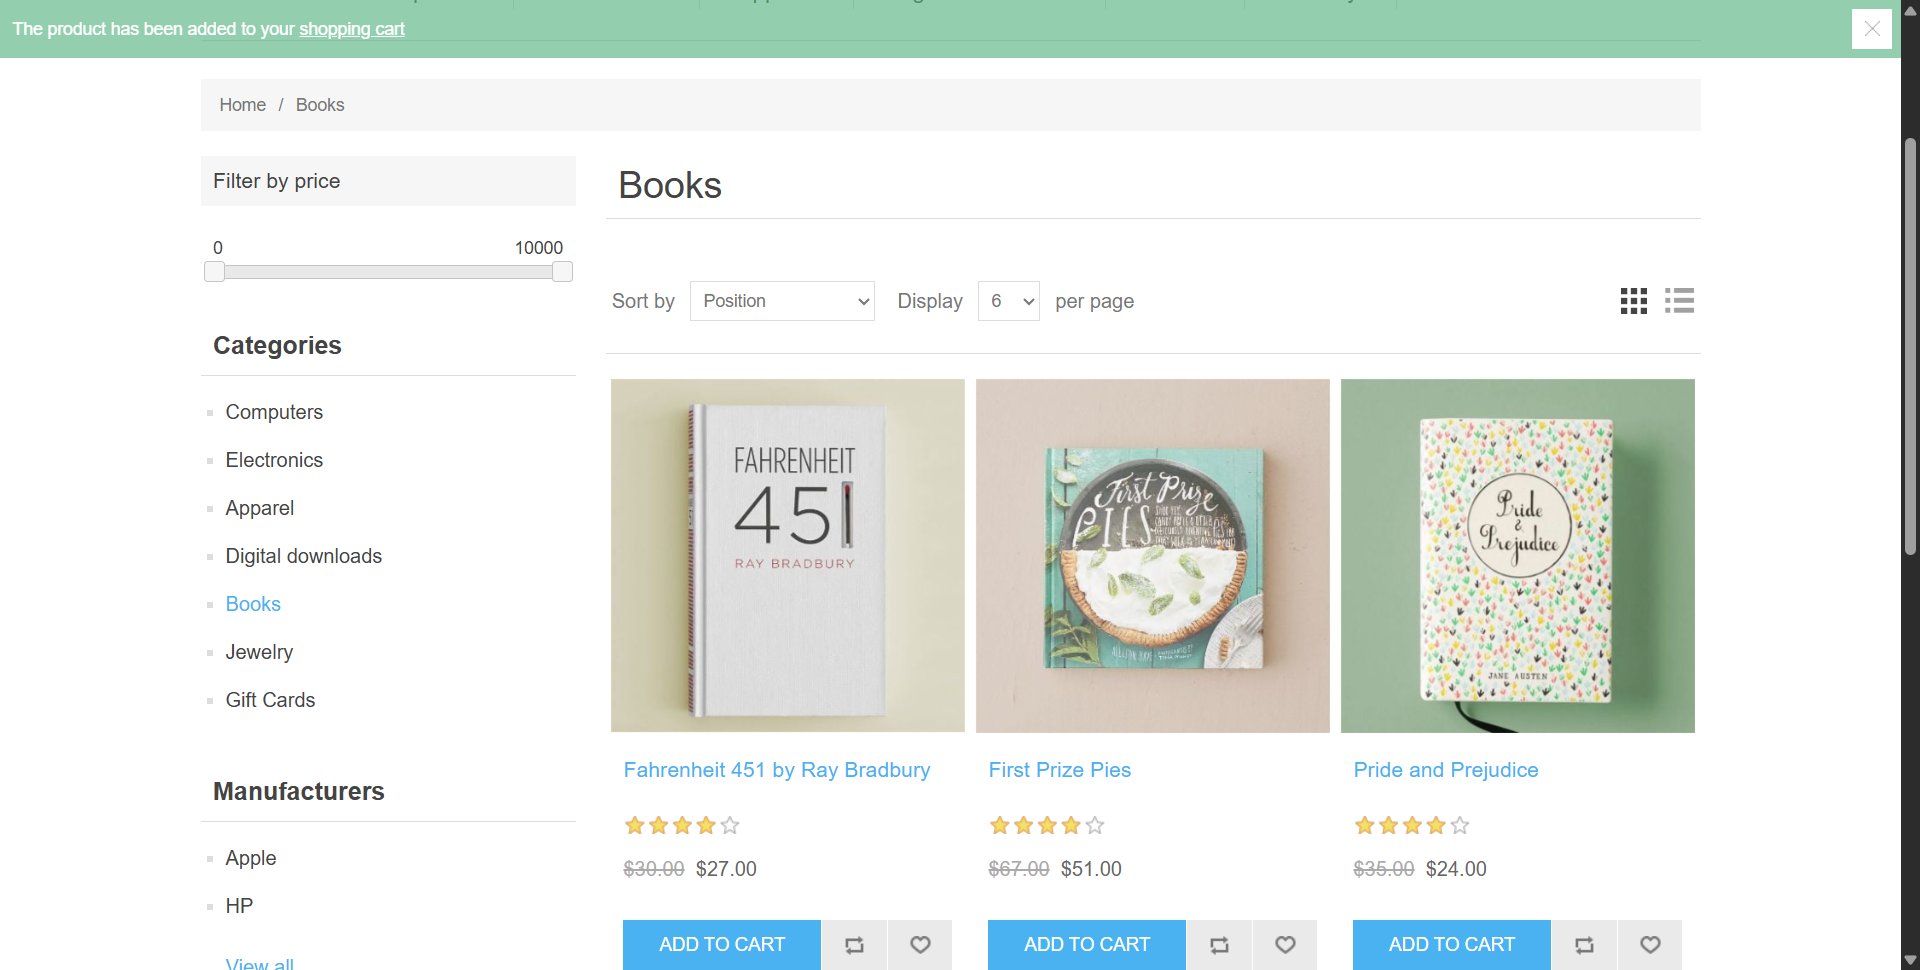 The product has been added to your shopping cart
Home / Books
Filter by price
0 10000
Categories
Computers
Electronics
Apparel
Digital downloads
Books
Jewelry
Gift Cards
Manufacturers
Apple
HP
View all
Books
Sort by Position Display 6 per page
FAHRENHEIT
451
RAY BRADBURY
First Prize
PIES
Pride
&
Prejudice
JANE AUSTEN
Fahrenheit 451 by Ray Bradbury
First Prize Pies
Pride and Prejudice
$30.00 $27.00
$67.00 $51.00
$35.00 $24.00
ADD TO CART
ADD TO CART
ADD TO CART